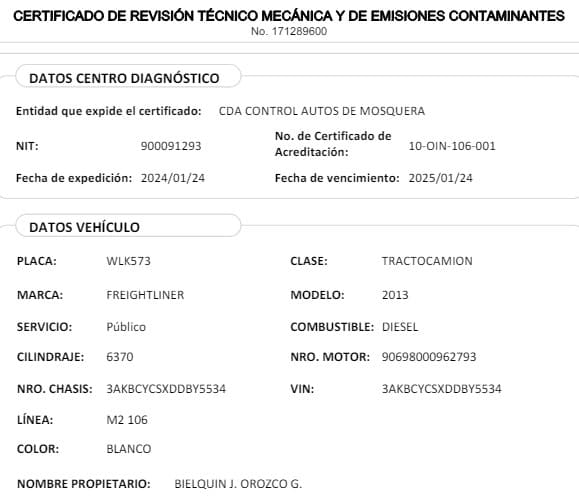 CERTIFICADO DE REVISIÓN TÉCNICO MECÁNICA Y DE EMISIONES CONTAMINANTES
No. 171289600
DATOS CENTRO DIAGNÓSTICO
Entidad que expide el certificado: CDA CONTROL AUTOS DE MOSQUERA
NIT: 900091293 No. de Certificado de Acreditación: 10-OIN-106-001
Fecha de expedición: 2024/01/24 Fecha de vencimiento: 2025/01/24
DATOS VEHÍCULO
PLACA: WLK573 CLASE: TRACTOCAMION
MARCA: FREIGHTLINER MODELO: 2013
SERVICIO: Público COMBUSTIBLE: DIESEL
CILINDRAJE: 6370 NRO. MOTOR: 90698000962793
NRO. CHASIS: 3AKBCYCSXDDBY5534 VIN: 3AKBCYCSXDDBY5534
LÍNEA: M2 106
COLOR: BLANCO
NOMBRE PROPIETARIO: BIELQUIN J. OROZCO G.